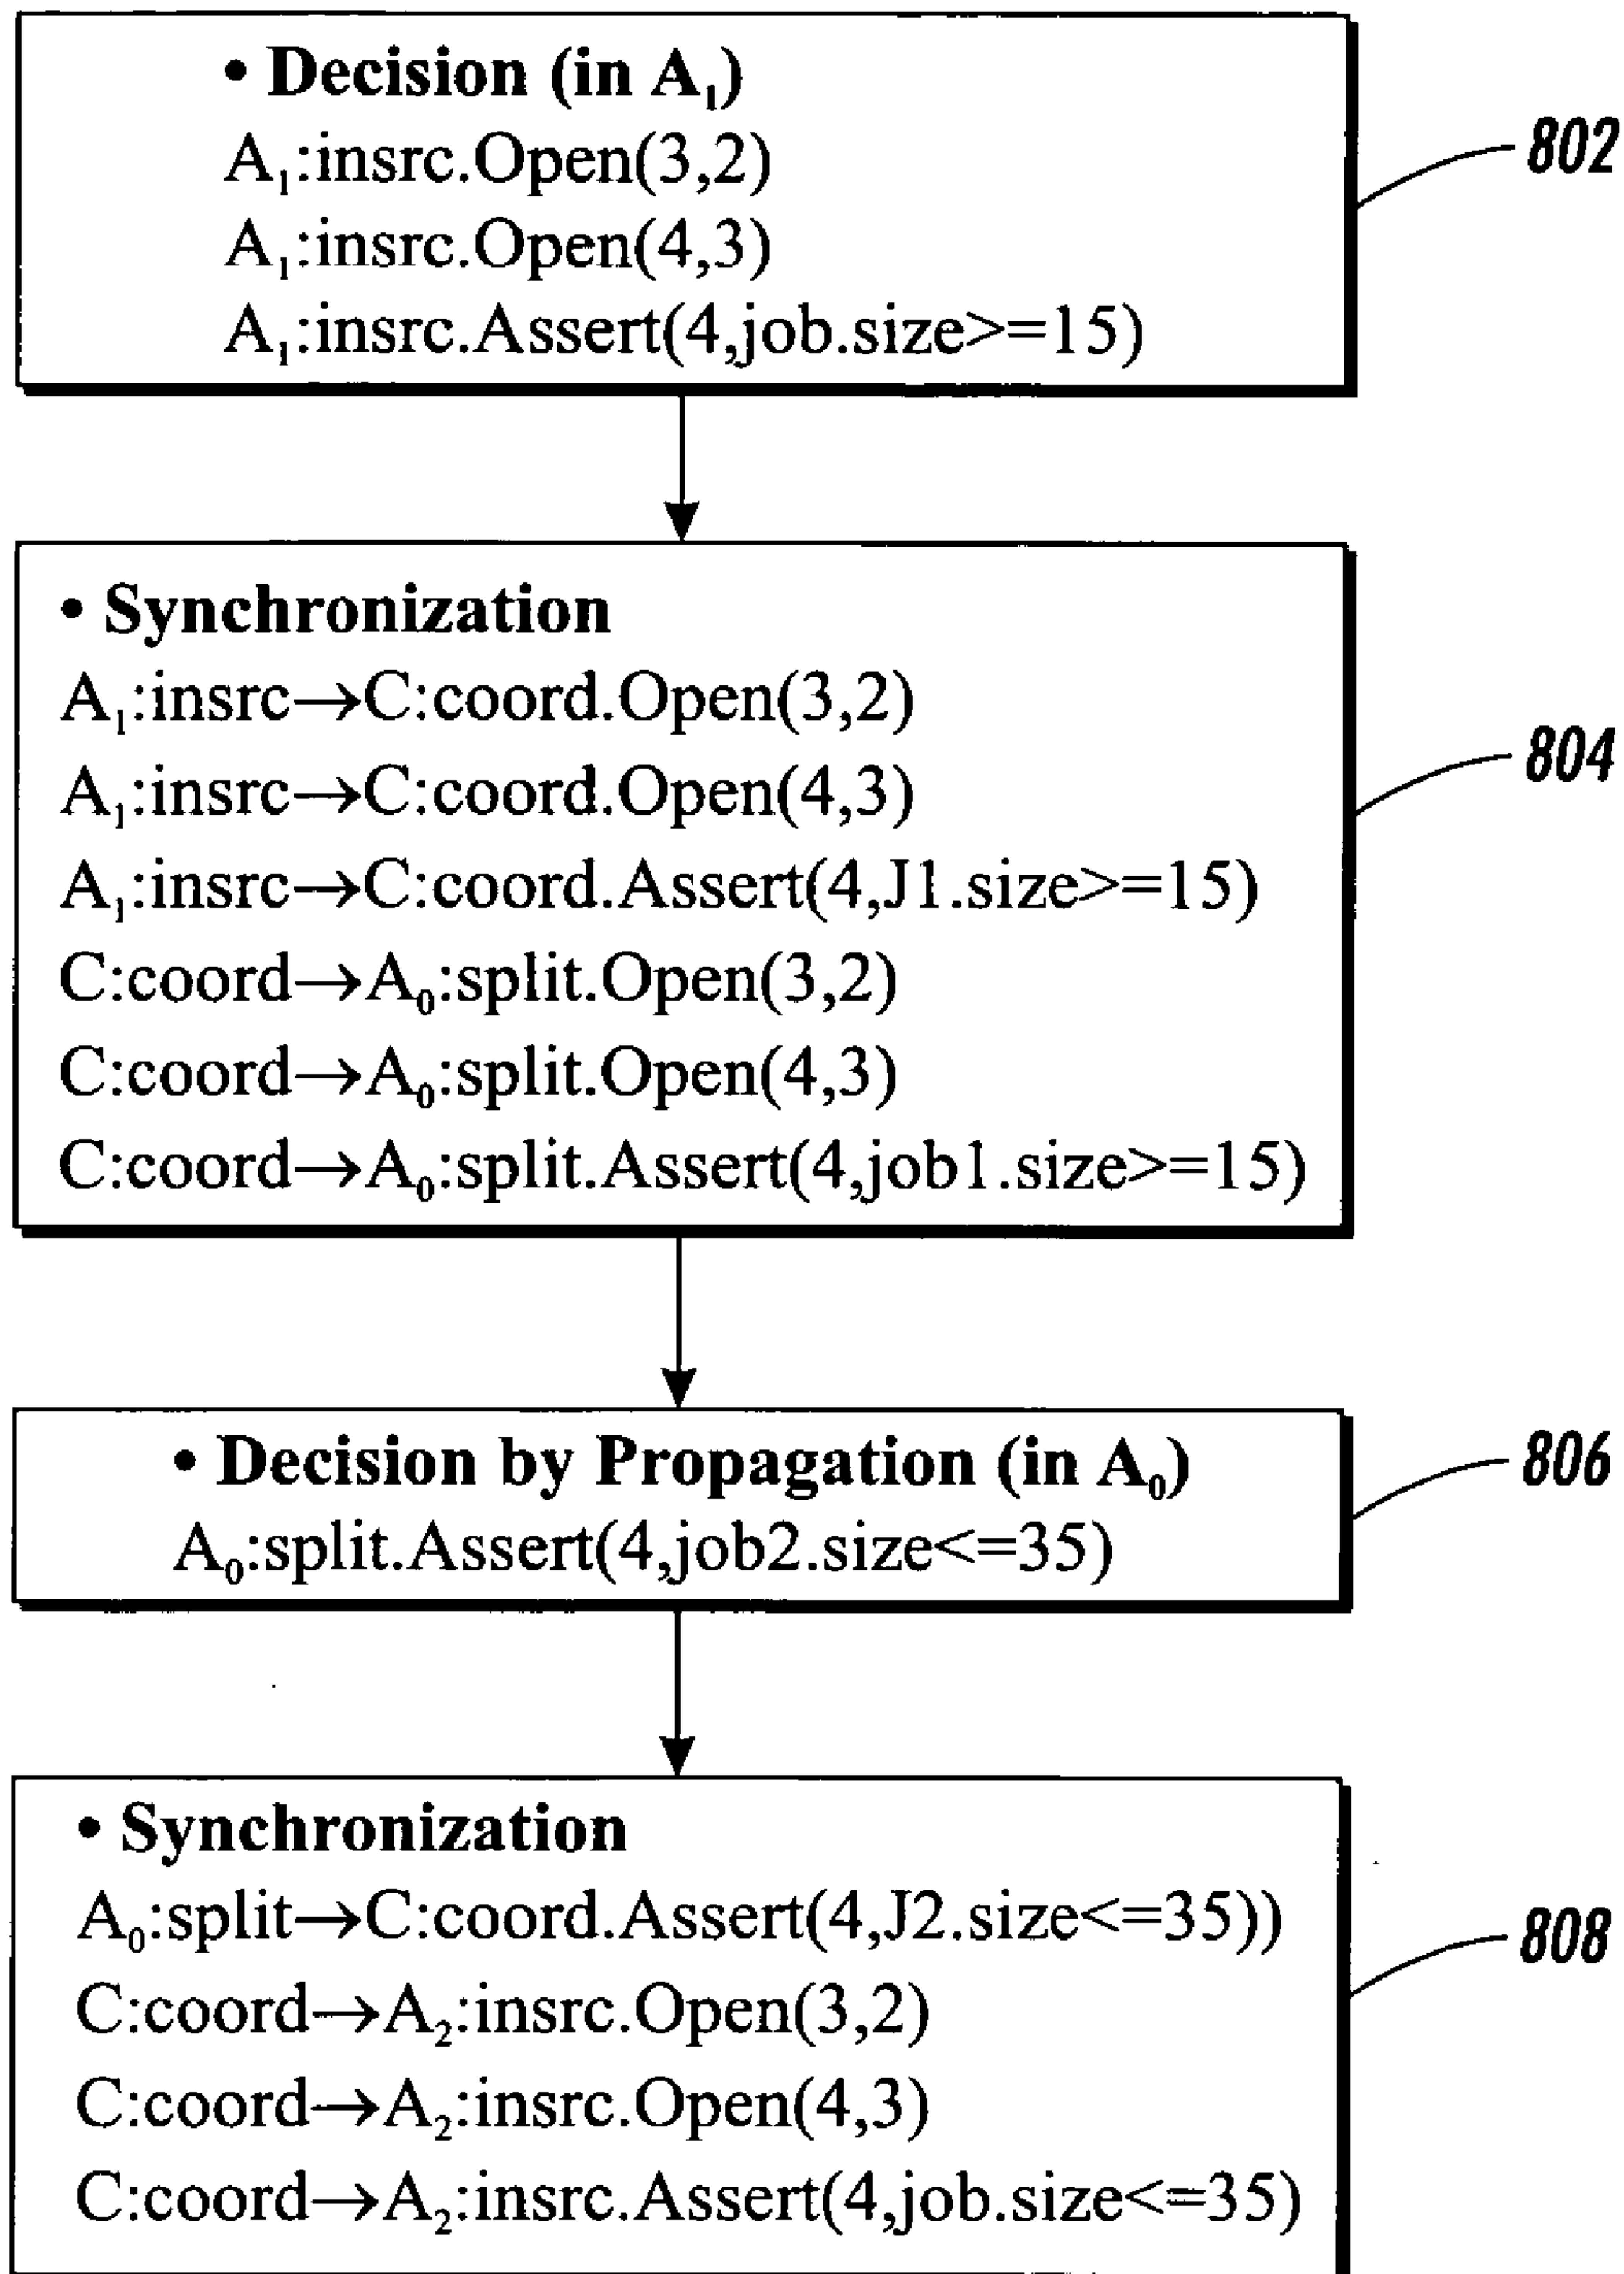 • Decision (in A₁)
A₁:insrc.Open(3,2)
A₁:insrc.Open(4,3)
A₁:insrc.Assert(4,job.size>=15)
802
• Synchronization
A₁:insrc→C:coord.Open(3,2)
A₁:insrc→C:coord.Open(4,3)
A₁:insrc→C:coord.Assert(4,J1.size>=15)
C:coord→A₀:split.Open(3,2)
C:coord→A₀:split.Open(4,3)
C:coord→A₀:split.Assert(4,job1.size>=15)
804
• Decision by Propagation (in A₀)
A₀:split.Assert(4,job2.size<=35)
806
• Synchronization
A₀:split→C:coord.Assert(4,J2.size<=35))
C:coord→A₂:insrc.Open(3,2)
C:coord→A₂:insrc.Open(4,3)
C:coord→A₂:insrc.Assert(4,job.size<=35)
808